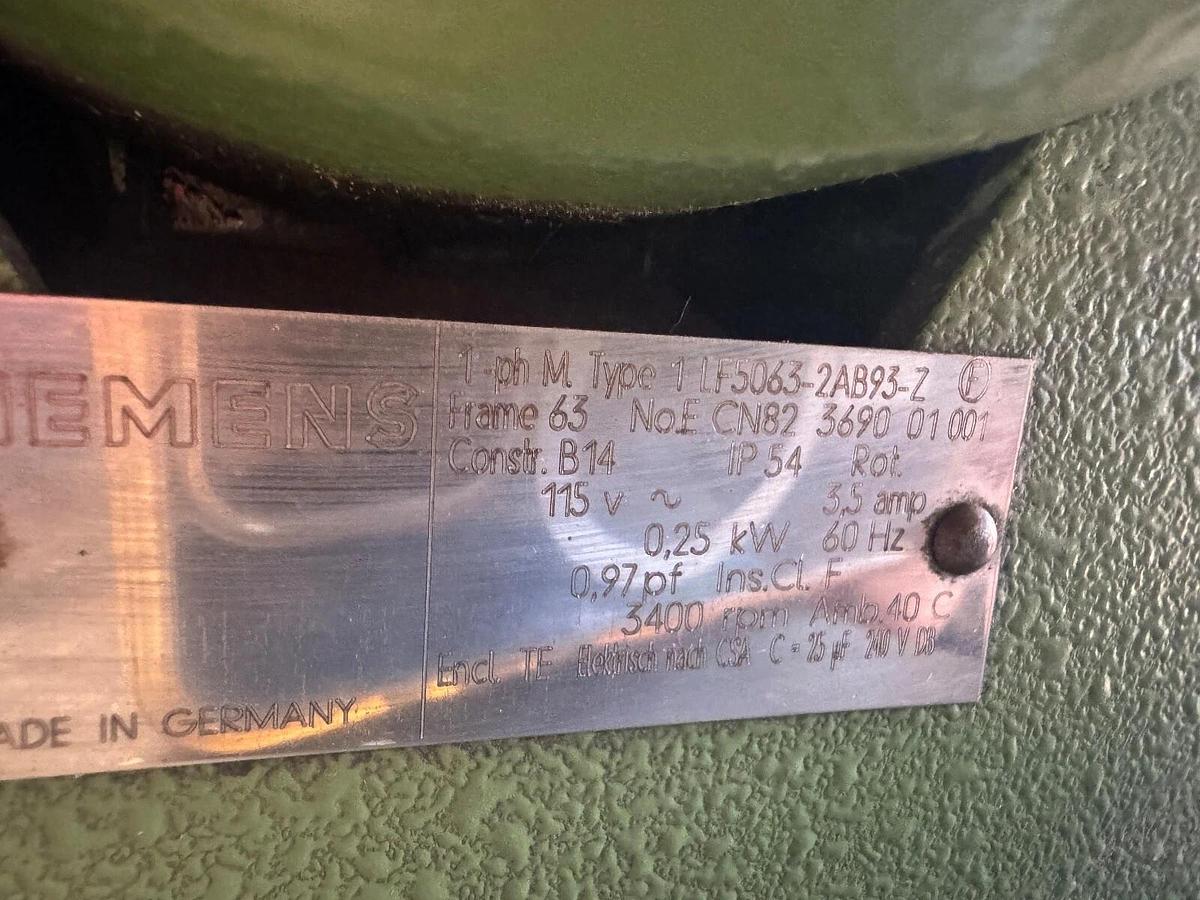 IEMENS
ADE IN GERMANY
1-ph M. Type 1 LF5063-2AB93-Z F
Frame 63 No.E CN82 3690 01 001
Constr. B14 IP 54 Rot.
115 v ~ 3,5 amp
0,25 kW 60 Hz
0,97 pf Ins.Cl. F
3400 rpm Amb.40 C
Encl. TE Elektrisch nach CSA C = 25 µF 240 V DB